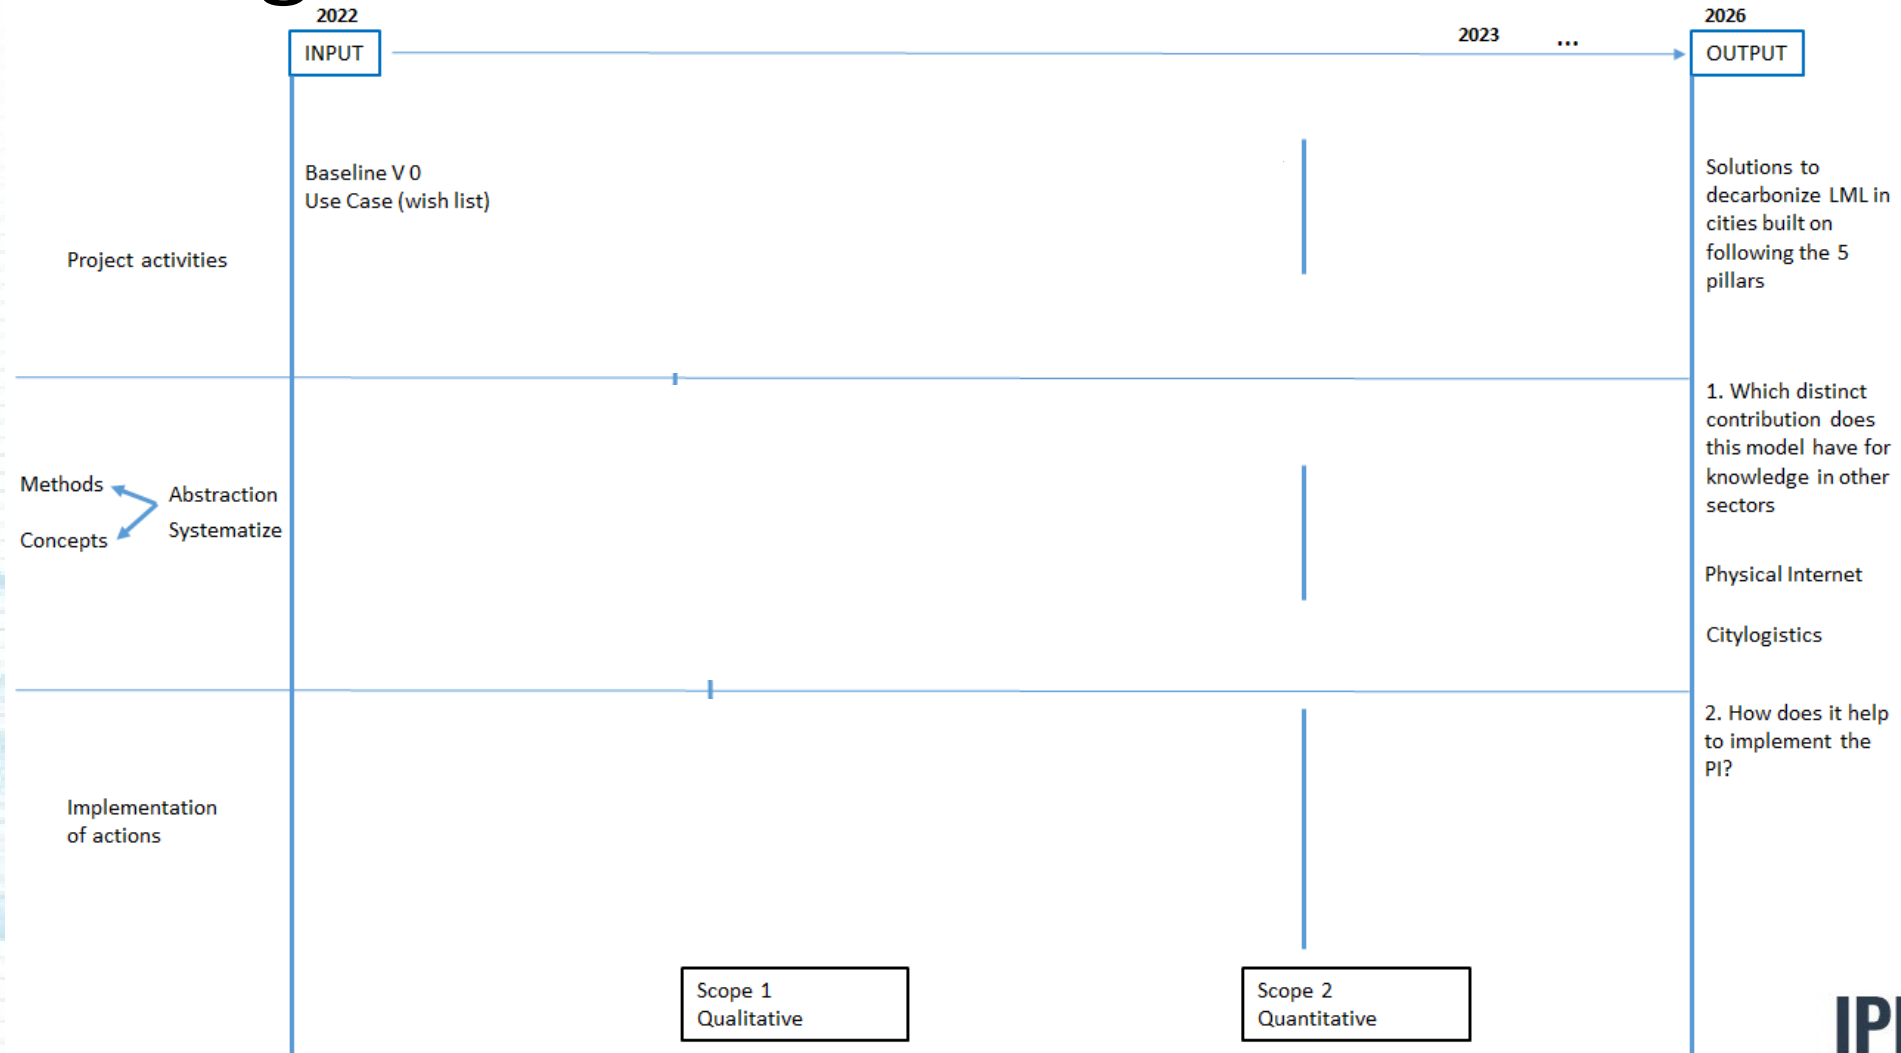 2022
INPUT
2023 ...
2026
OUTPUT
Baseline V 0
Use Case (wish list)
Project activities
Solutions to
decarbonize LML in
cities built on
following the 5
pillars
Methods
Concepts
Abstraction
Systematize
1. Which distinct
contribution does
this model have for
knowledge in other
sectors
Physical Internet
Citylogistics
Implementation
of actions
2. How does it help
to implement the
PI?
Scope 1
Qualitative
Scope 2
Quantitative